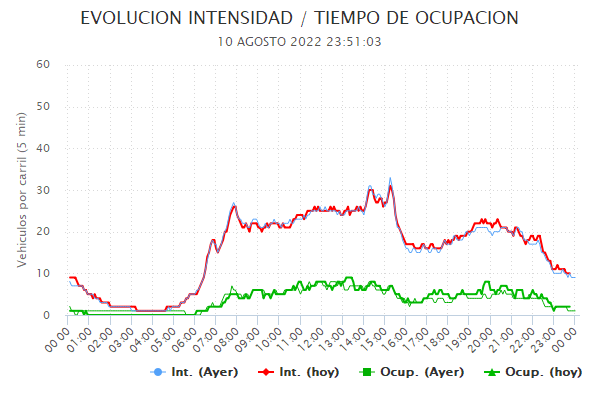 EVOLUCION INTENSIDAD / TIEMPO DE OCUPACION
10 AGOSTO 2022 23:51:03
Vehiculos por carril (5 min)
60
50
40
30
20
10
0
00:00 01:00 02:00 03:00 04:00 05:00 06:00 07:00 08:00 09:00 10:00 11:00 12:00 13:00 14:00 15:00 16:00 17:00 18:00 19:00 20:00 21:00 22:00 23:00 00:00
Int. (Ayer) Int. (hoy) Ocup. (Ayer) Ocup. (hoy)